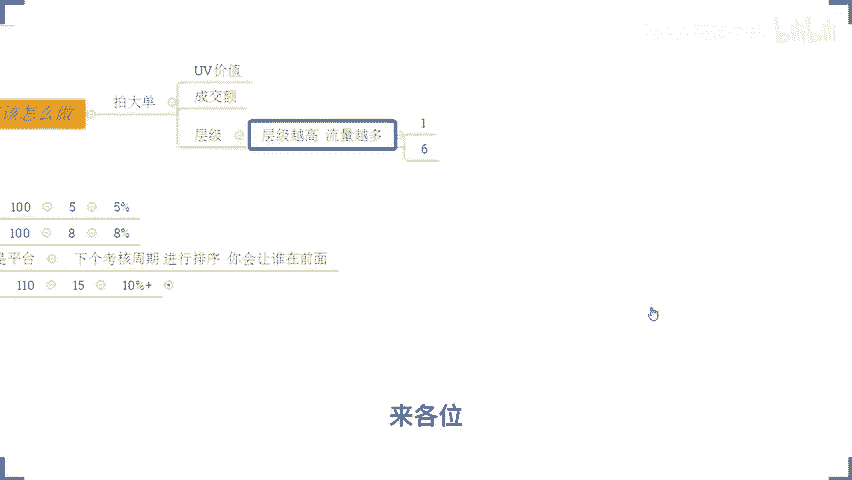 UV价值
拍大单
成交额
该怎么做
层级
层级越高 流量越多
1
6
100 5 5%
100 8 8%
是平台 下个考核周期 进行排序 你会让谁在前面
110 15 10%+
来各位
bilibili